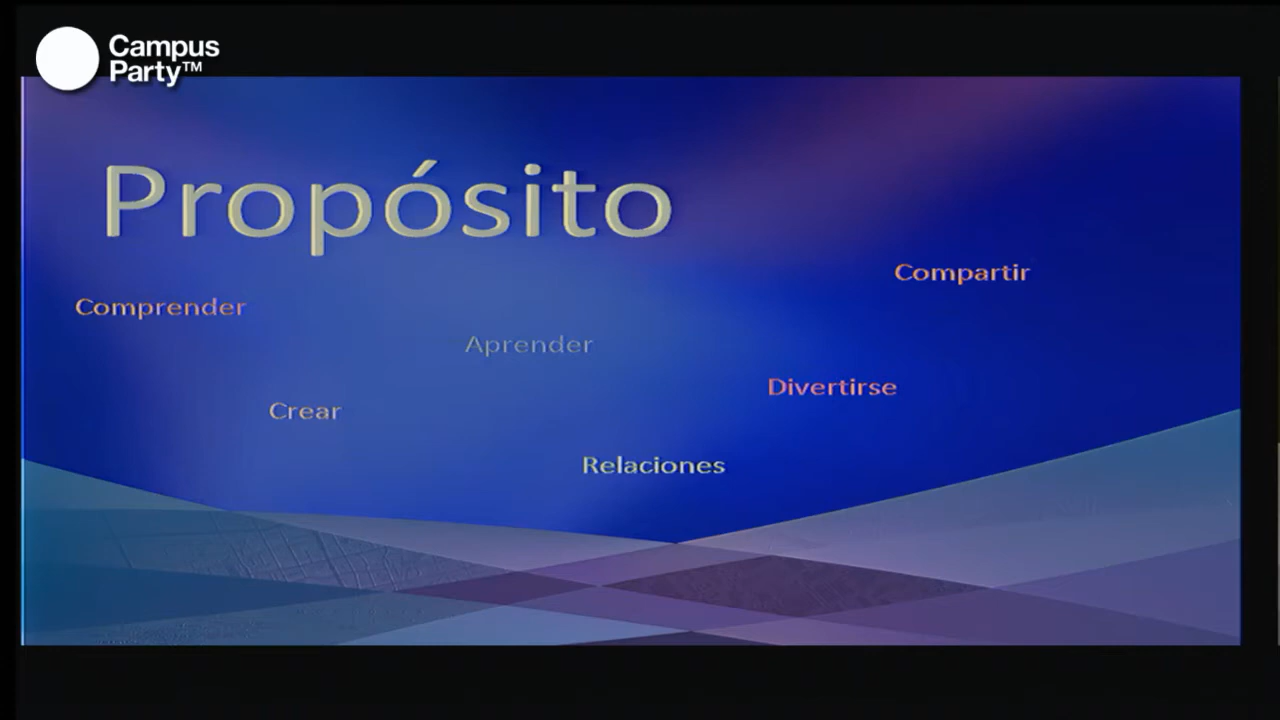 Campus
Party™
Propósito
Compartir
Comprender
Aprender
Divertirse
Crear
Relaciones